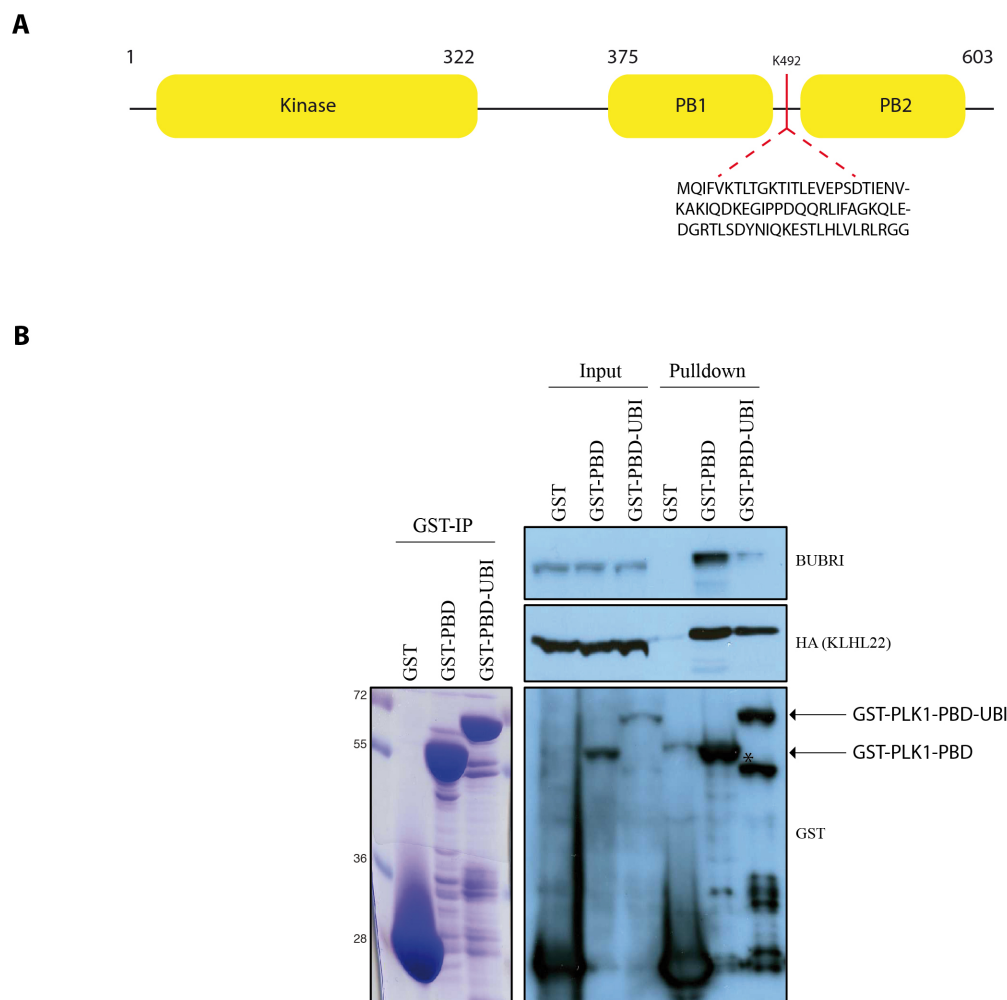 A
1
322
375
K492
603
Kinase
PB1
PB2
MQIFVKTLTGKTITLEVEPSDTIENV-
KAKIQDKEGIPPDQQRLIFAGKQLE-
DGRTLSDYNIQKESTLHLVLRLRGG
B
Input
Pulldown
GST
GST-PBD
GST-PBD-UBI
GST
GST-PBD
GST-PBD-UBI
GST-IP
GST
GST-PBD
GST-PBD-UBI
BUBRI
HA (KLHL22)
72
55
36
28
GST-PLK1-PBD-UBI
GST-PLK1-PBD
*
GST